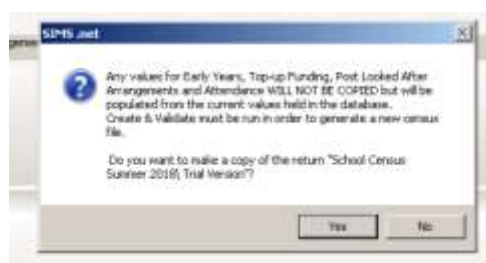 SIMS .net
Any values for Early Years, Top-up Funding, Post Looked After
Arrangements and Attendance WILL NOT BE COPIED but will be
populated from the current values held in the database.
Create & Validate must be run in order to generate a new census
file.
Do you want to make a copy of the return "School Census
Summer 2018\ Trial Version"?
Yes
No